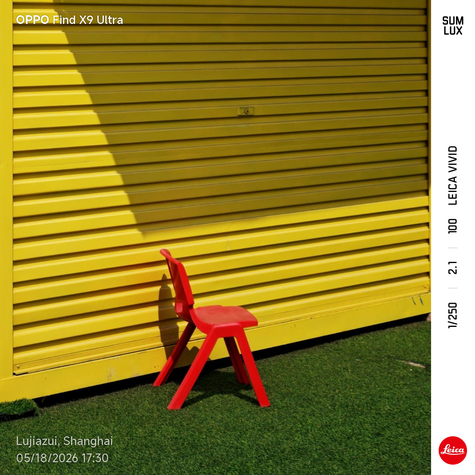 OPPO Find X9 Ultra
SUM
LUX
LEICA VIVID
100
2.1
1/250
Leica
Lujiazui, Shanghai
05/18/2026 17:30